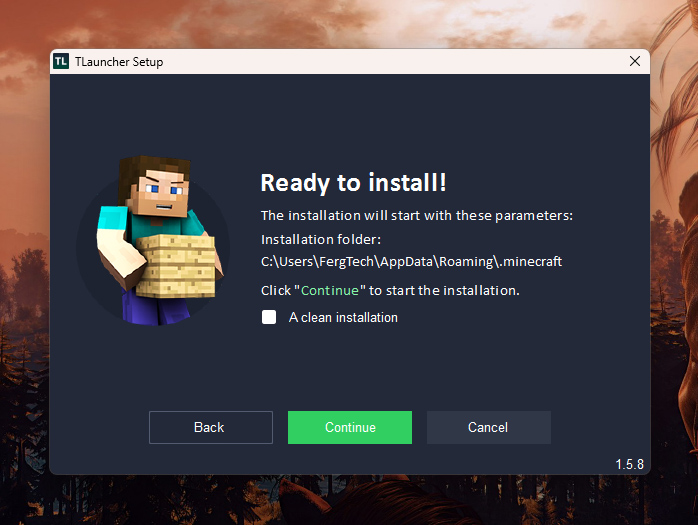 TL TLauncher Setup
Ready to install!
The installation will start with these parameters:
Installation folder:
C:\Users\FergTech\AppData\Roaming\.minecraft
Click "Continue" to start the installation.
A clean installation
Back Continue Cancel
1.5.8